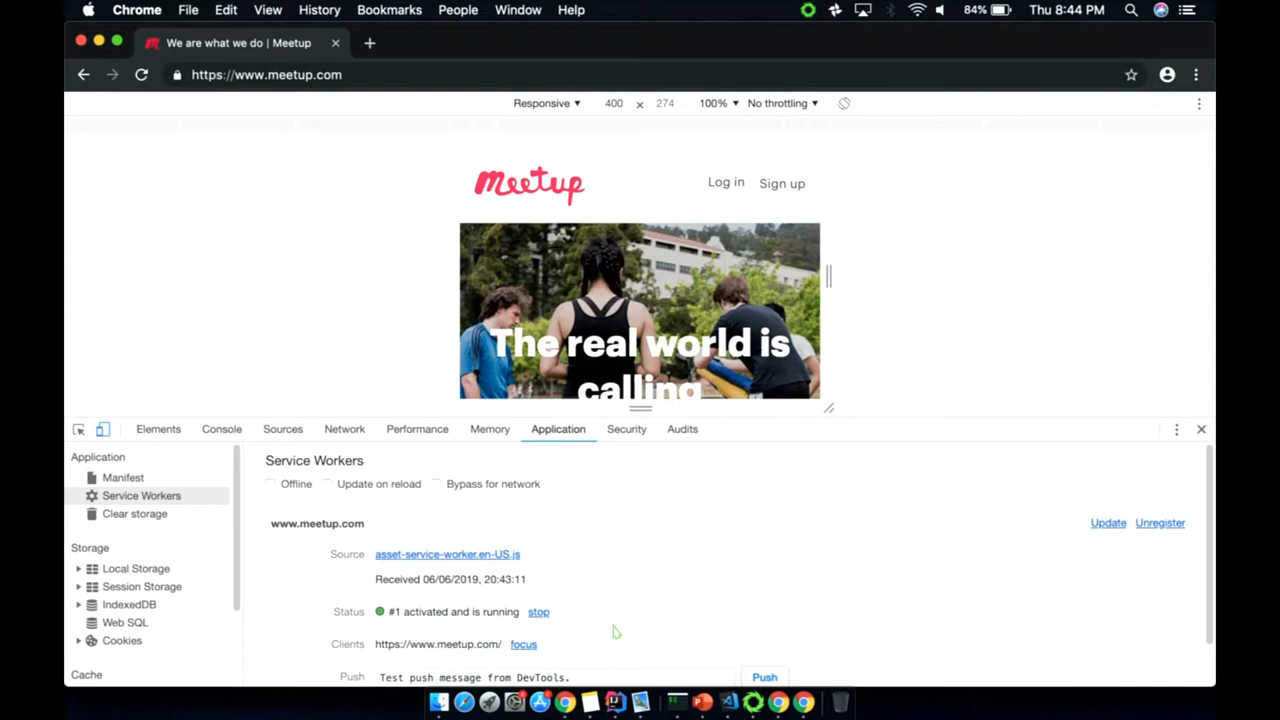 Chrome File Edit View History Bookmarks People Window Help 84% Thu 8:44 PM
We are what we do | Meetup
https://www.meetup.com
Responsive 400 × 274 100% No throttling
meetup Log in Sign up
The real world is
calling
Elements Console Sources Network Performance Memory Application Security Audits
Application
Manifest
Service Workers
Clear storage
Storage
Local Storage
Session Storage
IndexedDB
Web SQL
Cookies
Cache
Service Workers
Offline Update on reload Bypass for network
www.meetup.com Update Unregister
Source asset-service-worker.en-US.js
Received 06/06/2019, 20:43:11
Status #1 activated and is running stop
Clients https://www.meetup.com/ focus
Push Test push message from DevTools. Push